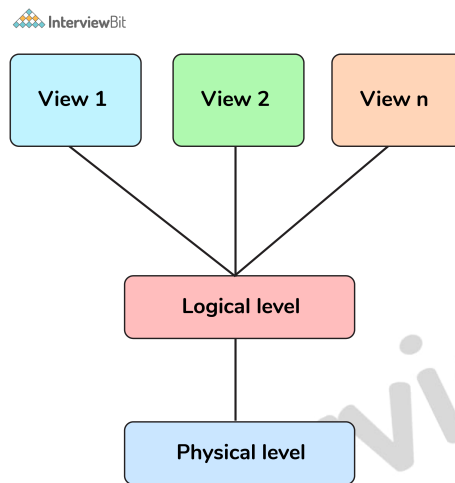 InterviewBit
View 1
View 2
View n
Logical level
Physical level